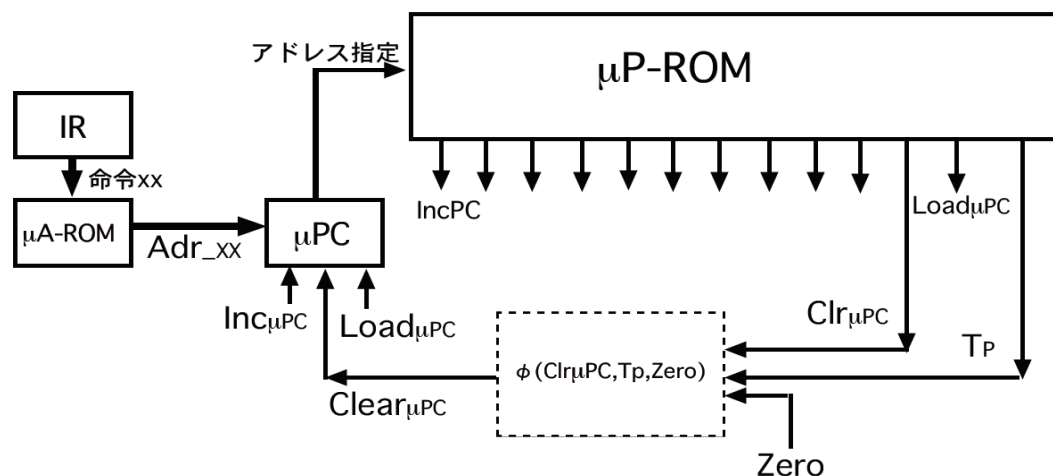 アドレス指定
μP-ROM
IR
命令xx
μA-ROM
Adr_xx
μPC
IncPC
LoadμPC
IncμPC
LoadμPC
ClrμPC
TP
φ(ClrμPC,Tp,Zero)
ClearμPC
Zero